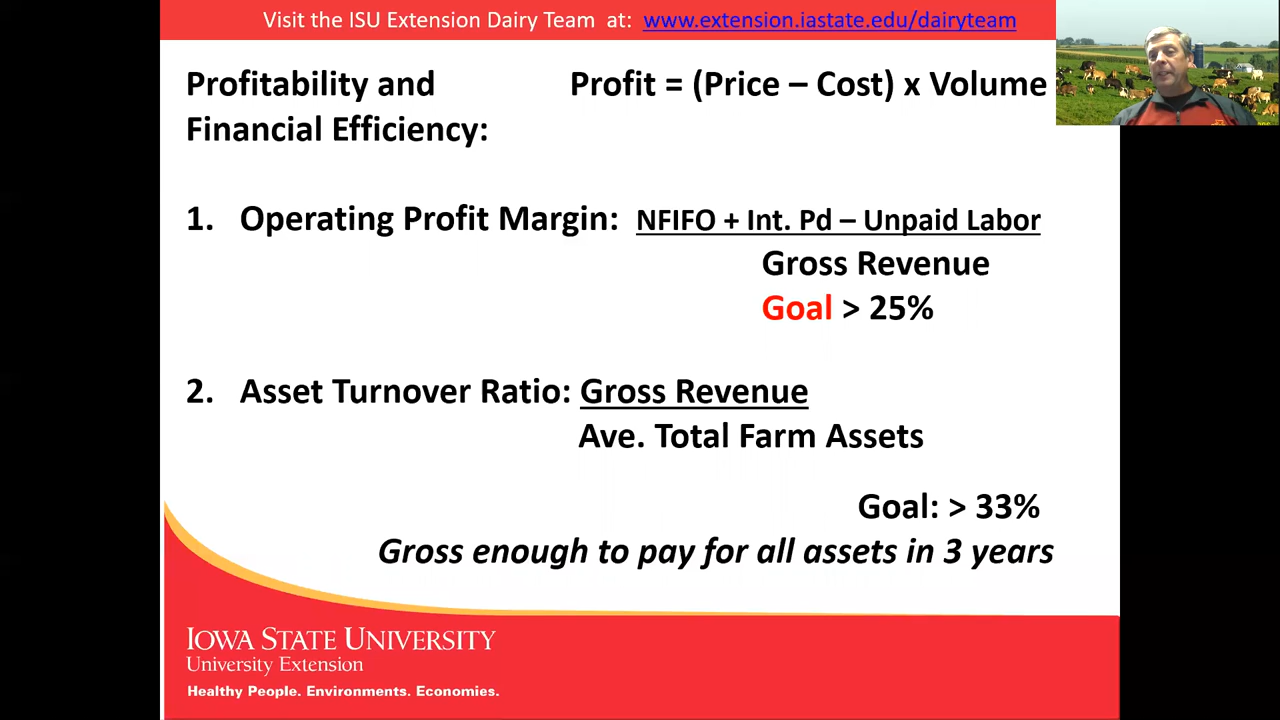 Visit the ISU Extension Dairy Team at: www.extension.iastate.edu/dairyteam
Profitability and Profit = (Price – Cost) x Volume
Financial Efficiency:
1. Operating Profit Margin: NFIFO + Int. Pd – Unpaid Labor
Gross Revenue
Goal > 25%
2. Asset Turnover Ratio: Gross Revenue
Ave. Total Farm Assets
Goal: > 33%
Gross enough to pay for all assets in 3 years
IOWA STATE UNIVERSITY
University Extension
Healthy People. Environments. Economies.